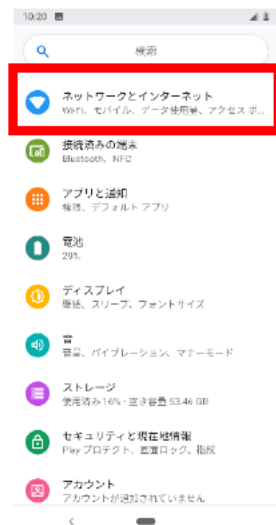 10:20
検索
ネットワークとインターネット
Wi-Fi、モバイル、データ使用量、アクセス ポ...
接続済みの端末
Bluetooth、NFC
アプリと通知
権限、デフォルト アプリ
電池
29%
ディスプレイ
壁紙、スリープ、フォントサイズ
音
音量、バイブレーション、マナーモード
ストレージ
使用済み 16% - 空き容量 53.46 GB
セキュリティと現在地情報
Play プロテクト、画面ロック、指紋
アカウント
アカウントが追加されていません